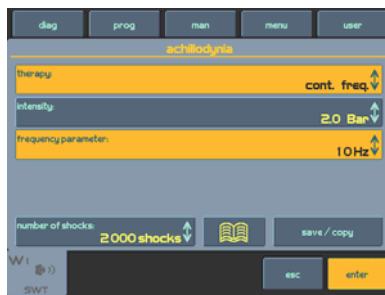 diag prog man menu user
achillodynia
therapy:
cont. freq.
intensity:
2.0 Bar
frequency parameter:
10Hz
number of shocks:
2000 shocks
save / copy
W1
esc enter
SWT